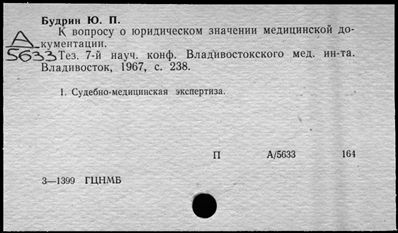 Будрин Ю. П.
К вопросу о юридическом значении медицинской до-
кументации.
А
5633
Тез. 7-й науч. конф. Владивостокского мед. ин-та.
Владивосток, 1967, с. 238.
1. Судебно-медицинская экспертиза.
П А/5633 164
3—1399 ГЦНМБ